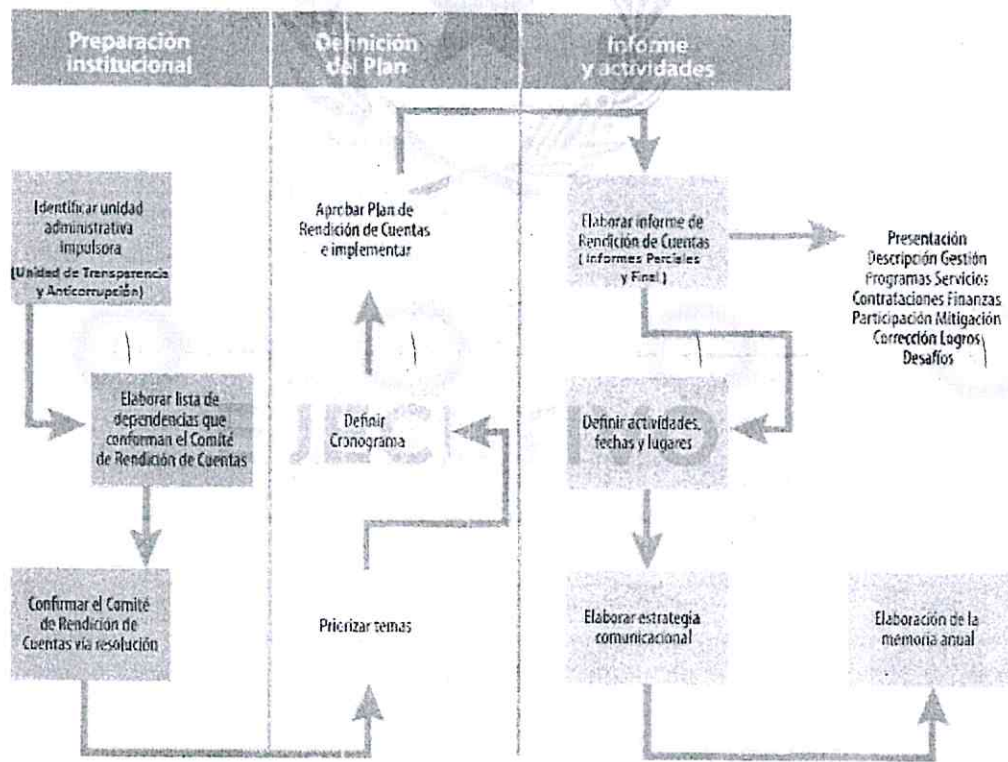 Preparación
institucional
Definición
del Plan
Informe
y actividades
Identificar unidad
administrativa
impulsora
(Unidad de Transparencia
y Anticorrupción)
Elaborar lista de
dependencias que
conforman el Comité
de Rendición de Cuentas
Confirmar el Comité
de Rendición de
Cuentas vía resolución
Aprobar Plan de
Rendición de Cuentas
e implementar
Definir
Cronograma
Priorizar temas
Elaborar informe de
Rendición de Cuentas
( Informes Parciales
y Final )
Presentación
Descripción Gestión
Programas Servicios
Contrataciones Finanzas
Participación Mitigación
Corrección Logros
Desafíos
Definir actividades,
fechas y lugares
Elaborar estrategia
comunicacional
Elaboración de la
memoria anual